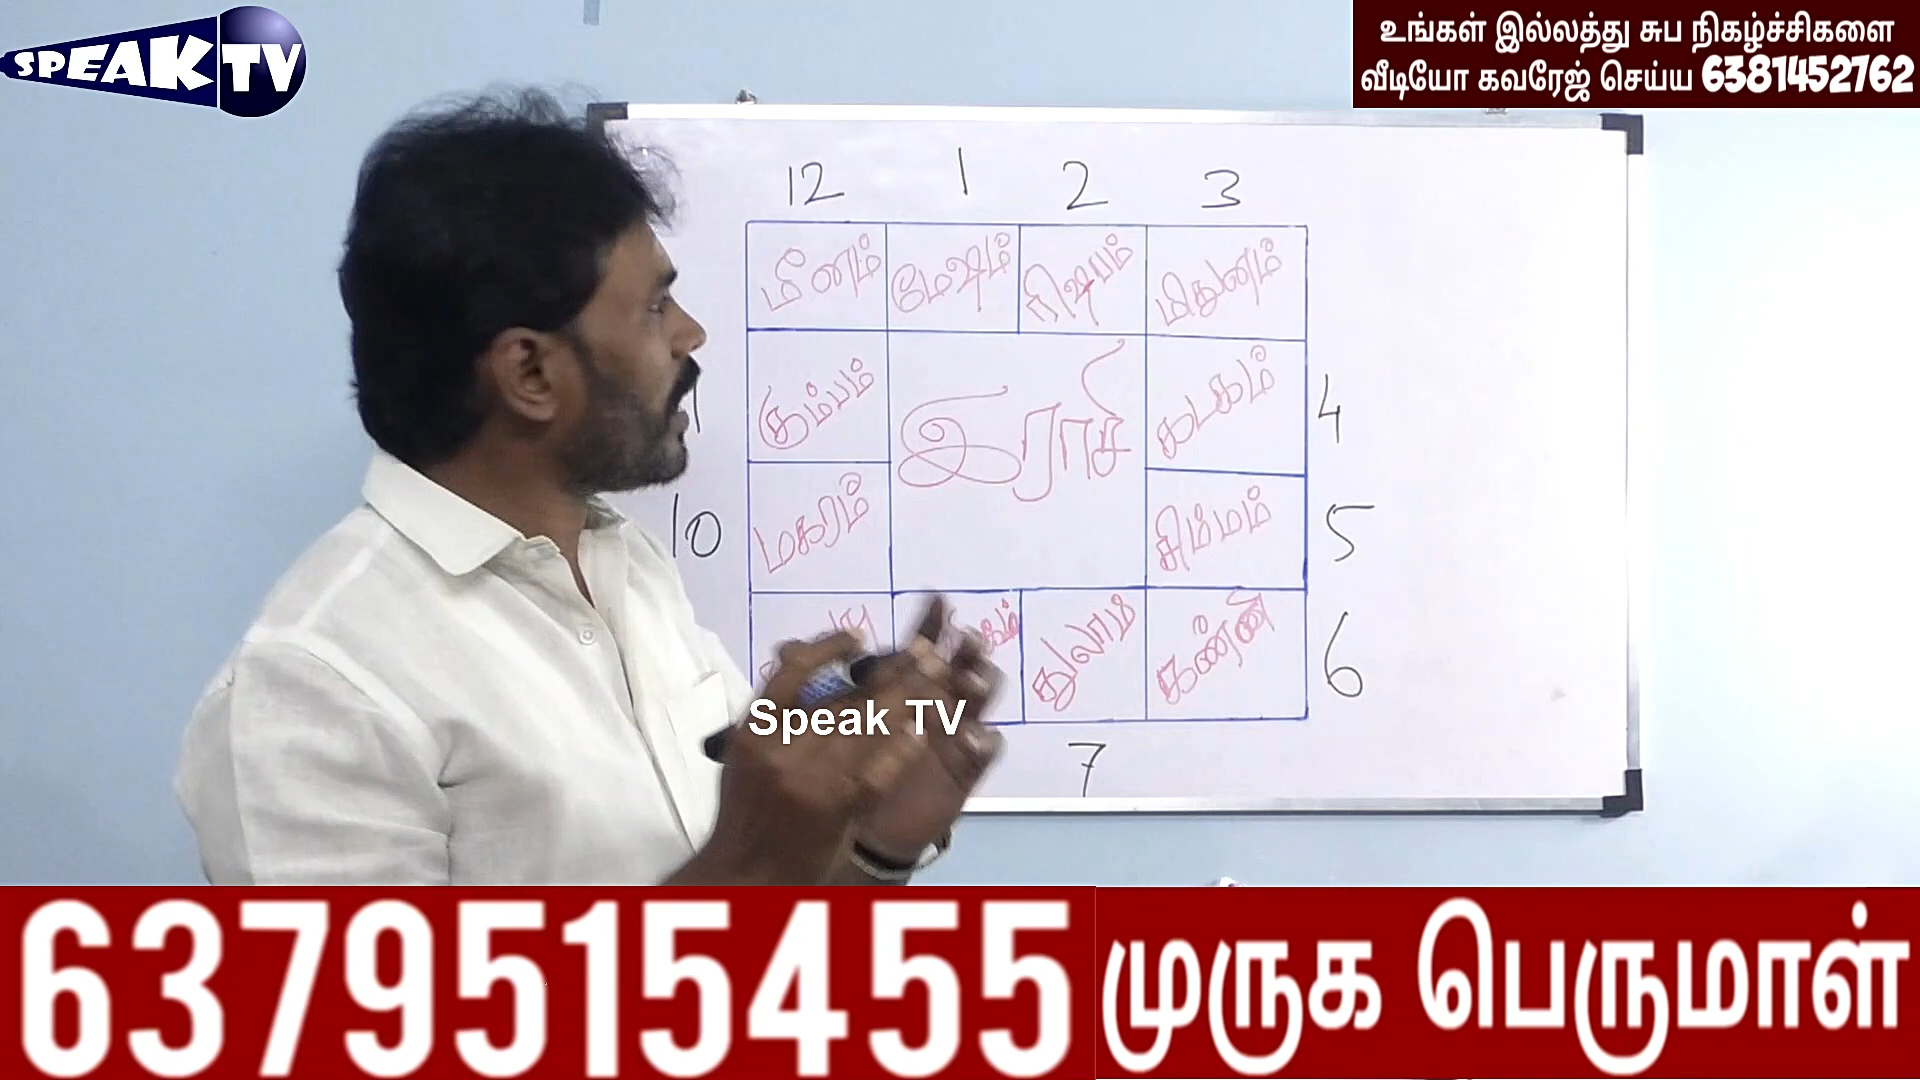 SPEAK TV
உங்கள் இல்லத்து சுப நிகழ்ச்சிகளை
வீடியோ கவரேஜ் செய்ய 6381452762
12 1 2 3
மீனம் மேஷம் ரிஷபம் மிதுனம்
கும்பம் இராசி கடகம் 4
10 மகரம் சிம்மம் 5
துலாம் கன்னி 6
Speak TV
7
6379515455 முருக பெருமாள்